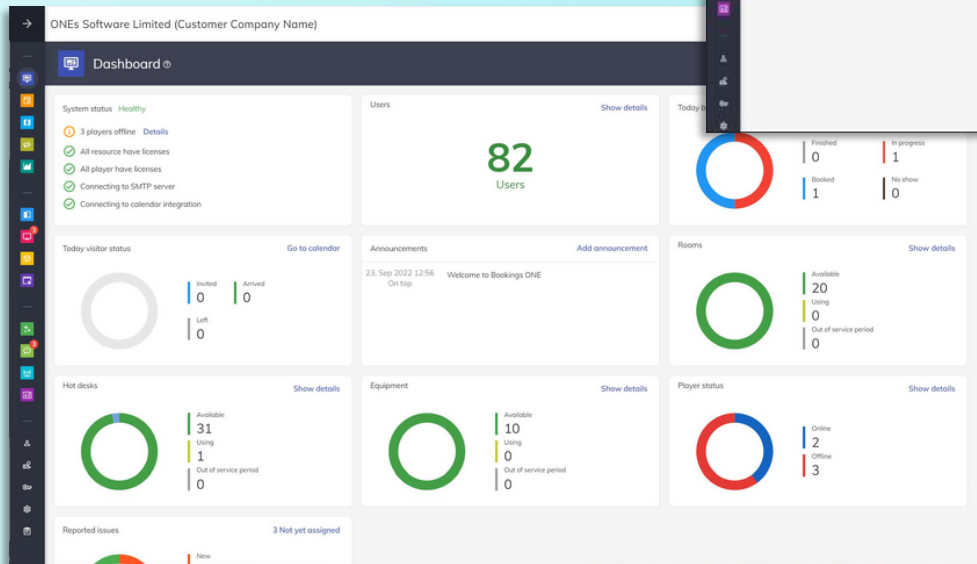 ONEs Software Limited (Customer Company Name)
Dashboard
System status Healthy
3 players offline Details
All resource have licenses
All player have licenses
Connecting to SMTP server
Connecting to calendar integration
Users
Show details
82
Users
Today b
Finished
0
In progress
1
Booked
1
No show
0
Today visitor status
Go to calendar
Invited
0
Arrived
0
Left
0
Announcements
Add announcement
23. Sep 2022 12:56
On top
Welcome to Bookings ONE
Rooms
Show details
Available
20
Using
0
Out of service period
0
Hot desks
Show details
Available
31
Using
1
Out of service period
0
Equipment
Show details
Available
10
Using
0
Out of service period
0
Player status
Show details
Online
2
Offline
3
Reported issues
3 Not yet assigned
New
3
3